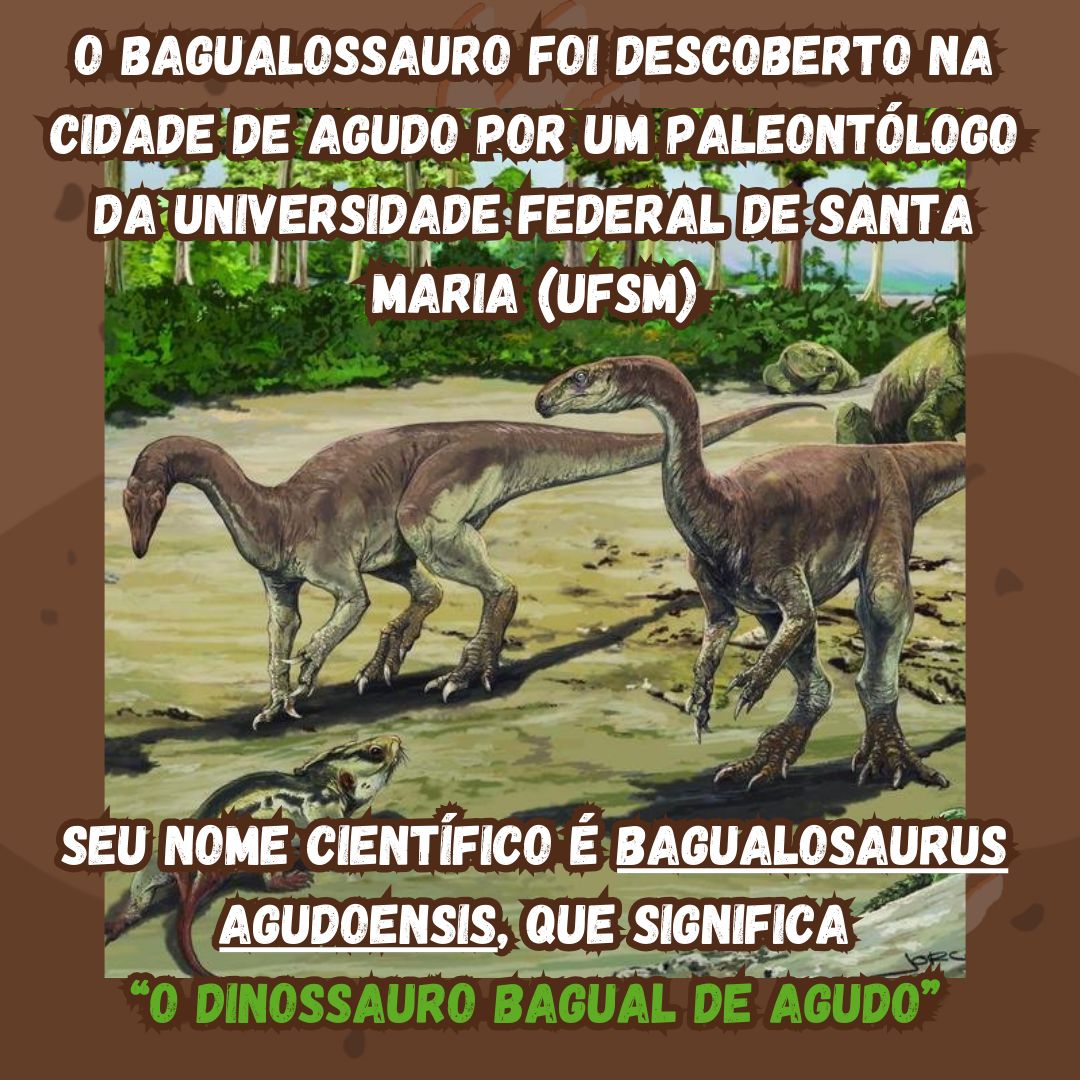 O BAGUALOSSAURO FOI DESCOBERTO NA
CIDADE DE AGUDO POR UM PALEONTÓLOGO
DA UNIVERSIDADE FEDERAL DE SANTA
MARIA (UFSM)
SEU NOME CIENTÍFICO É BAGUALOSAURUS
AGUDOENSIS, QUE SIGNIFICA
“O DINOSSAURO BAGUAL DE AGUDO”